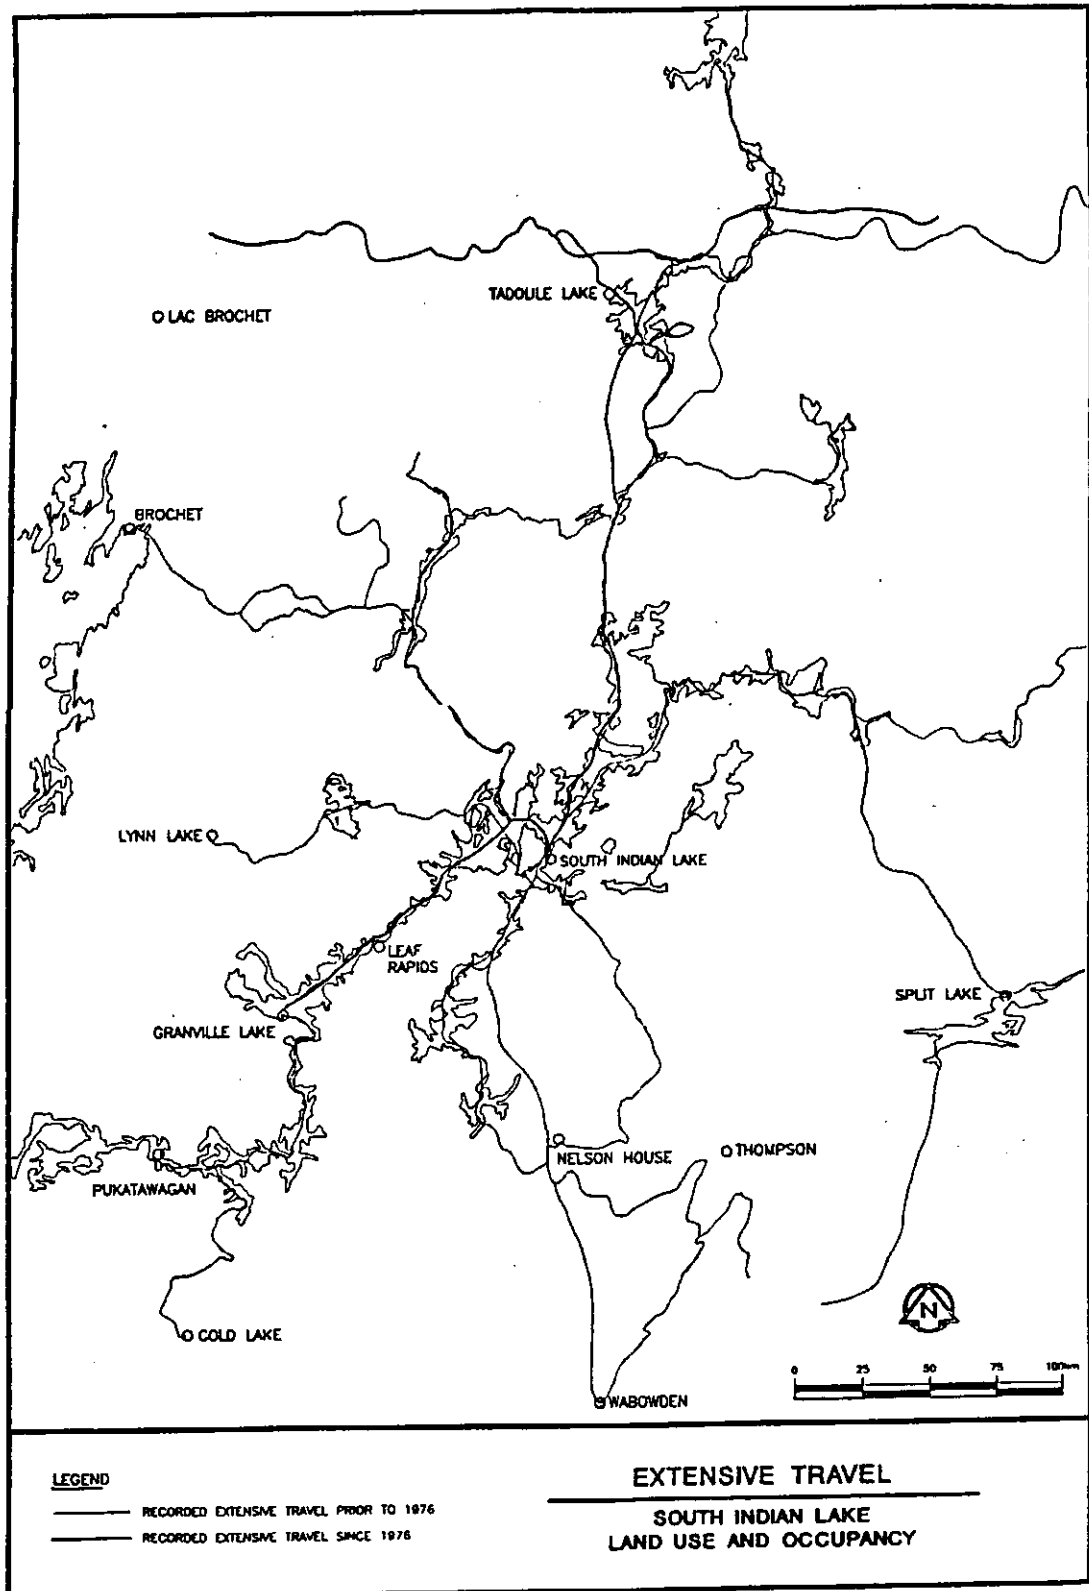 TADOULE LAKE
LAC BROCHET
BROCHET
LYNN LAKE
SOUTH INDIAN LAKE
LEAF
RAPIDS
SPLIT LAKE
GRANVILLE LAKE
NELSON HOUSE
THOMPSON
PUKATAWAGAN
N
COLD LAKE
0 25 50 75 100km
WABOWDEN
LEGEND
RECORDED EXTENSIVE TRAVEL PRIOR TO 1976
RECORDED EXTENSIVE TRAVEL SINCE 1976
EXTENSIVE TRAVEL
SOUTH INDIAN LAKE
LAND USE AND OCCUPANCY